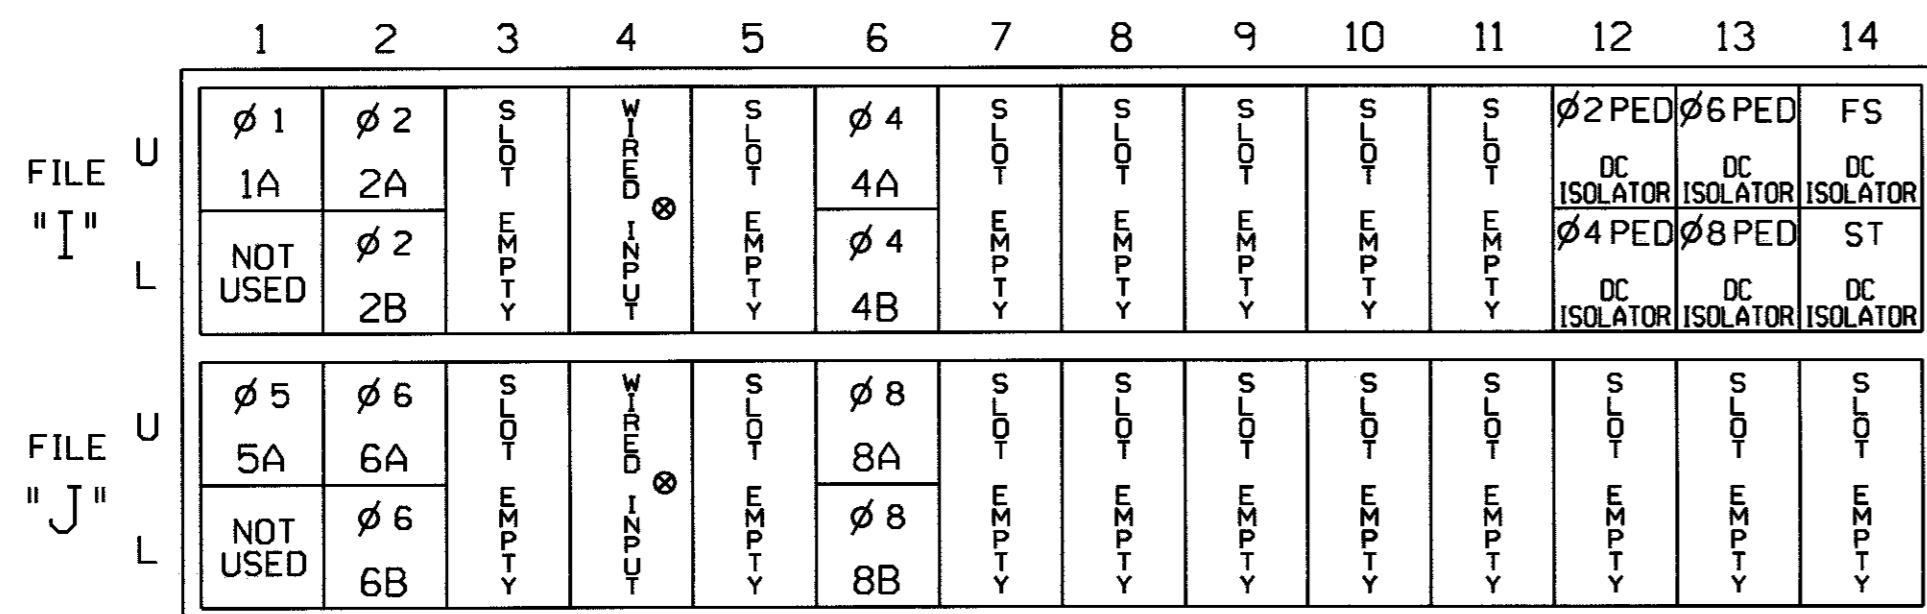 1 2 3 4 5 6 7 8 9 10 11 12 13 14
FILE "I"
U
L
Ø 1 1A
NOT USED
Ø 2 2A
Ø 2 2B
SLOT EMPTY
WIRED INPUT ⊗
SLOT EMPTY
Ø 4 4A
Ø 4 4B
SLOT EMPTY
SLOT EMPTY
SLOT EMPTY
SLOT EMPTY
SLOT EMPTY
Ø2 PED DC ISOLATOR
Ø4 PED DC ISOLATOR
Ø6 PED DC ISOLATOR
Ø8 PED DC ISOLATOR
FS DC ISOLATOR
ST DC ISOLATOR
FILE "J"
U
L
Ø 5 5A
NOT USED
Ø 6 6A
Ø 6 6B
SLOT EMPTY
WIRED INPUT ⊗
SLOT EMPTY
Ø 8 8A
Ø 8 8B
SLOT EMPTY
SLOT EMPTY
SLOT EMPTY
SLOT EMPTY
SLOT EMPTY
SLOT EMPTY
SLOT EMPTY
SLOT EMPTY